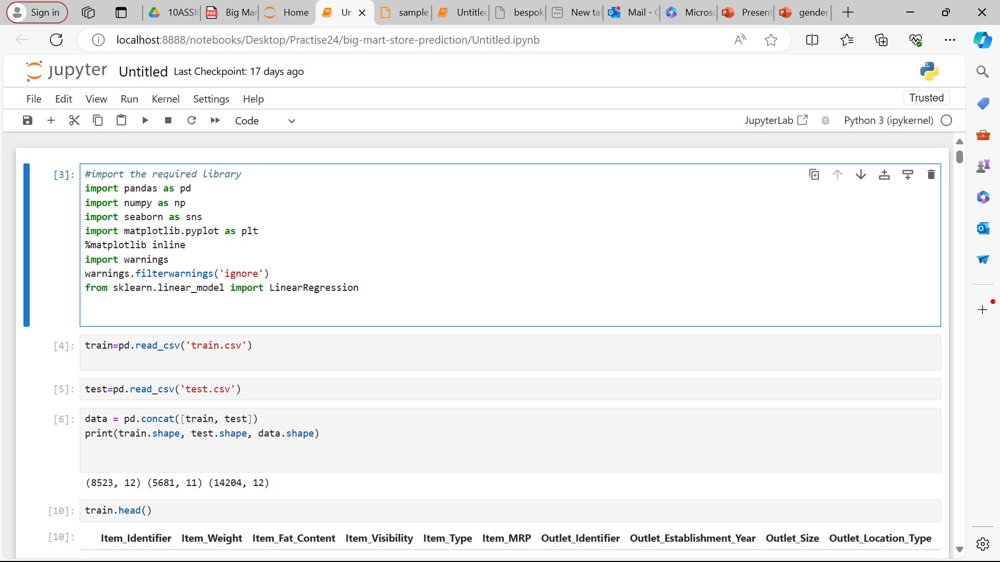 Sign in
10ASSI
Big Mar
Home
Un
sample_
Untitled
bespok
New ta
Mail -
Micros
Present
gender
localhost:8888/notebooks/Desktop/Practise24/big-mart-store-prediction/Untitled.ipynb
jupyter Untitled Last Checkpoint: 17 days ago
File Edit View Run Kernel Settings Help
Trusted
Code
JupyterLab
Python 3 (ipykernel)
[3]:
#import the required library
import pandas as pd
import numpy as np
import seaborn as sns
import matplotlib.pyplot as plt
%matplotlib inline
import warnings
warnings.filterwarnings('ignore')
from sklearn.linear_model import LinearRegression
[4]:
train=pd.read_csv('train.csv')
[5]:
test=pd.read_csv('test.csv')
[6]:
data = pd.concat([train, test])
print(train.shape, test.shape, data.shape)
(8523, 12) (5681, 11) (14204, 12)
[10]:
train.head()
[10]:
Item_Identifier Item_Weight Item_Fat_Content Item_Visibility Item_Type Item_MRP Outlet_Identifier Outlet_Establishment_Year Outlet_Size Outlet_Location_Type